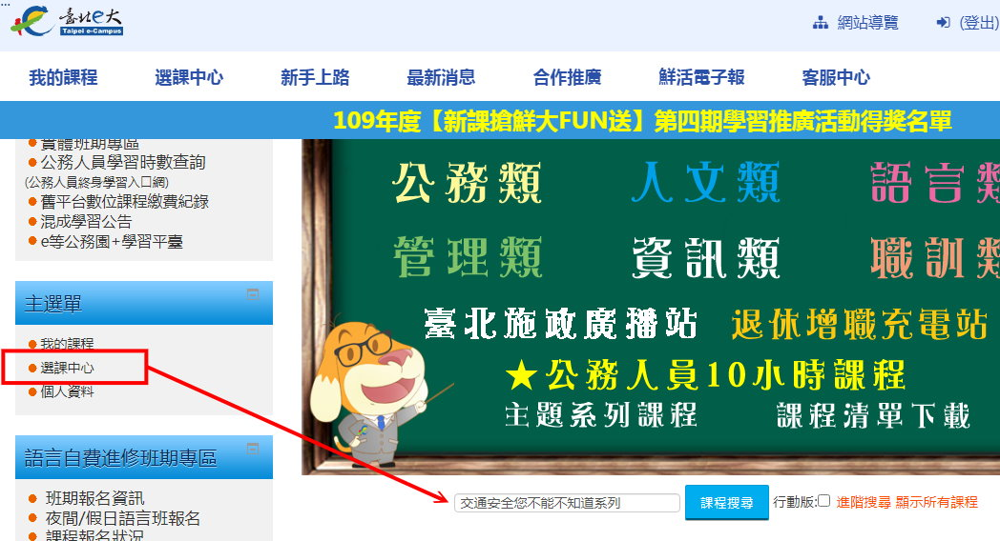 ...
臺北e大
Taipei e-Campus
網站導覽
(登出)
我的課程 選課中心 新手上路 最新消息 合作推廣 鮮活電子報 客服中心
109年度【新課搶鮮大FUN送】第四期學習推廣活動得獎名單
實體班期專區
公務人員學習時數查詢
(公務人員終身學習入口網)
舊平台數位課程繳費紀錄
混成學習公告
e等公務園+學習平臺
主選單
我的課程
選課中心
個人資料
語言自費進修班期專區
班期報名資訊
夜間/假日語言班報名
課程報名狀況
公務類 人文類 語言類
管理類 資訊類 職訓類
臺北施政廣播站 退休增職充電站
★公務人員10小時課程
主題系列課程 課程清單下載
交通安全您不能不知道系列 課程搜尋 行動版: 進階搜尋 顯示所有課程